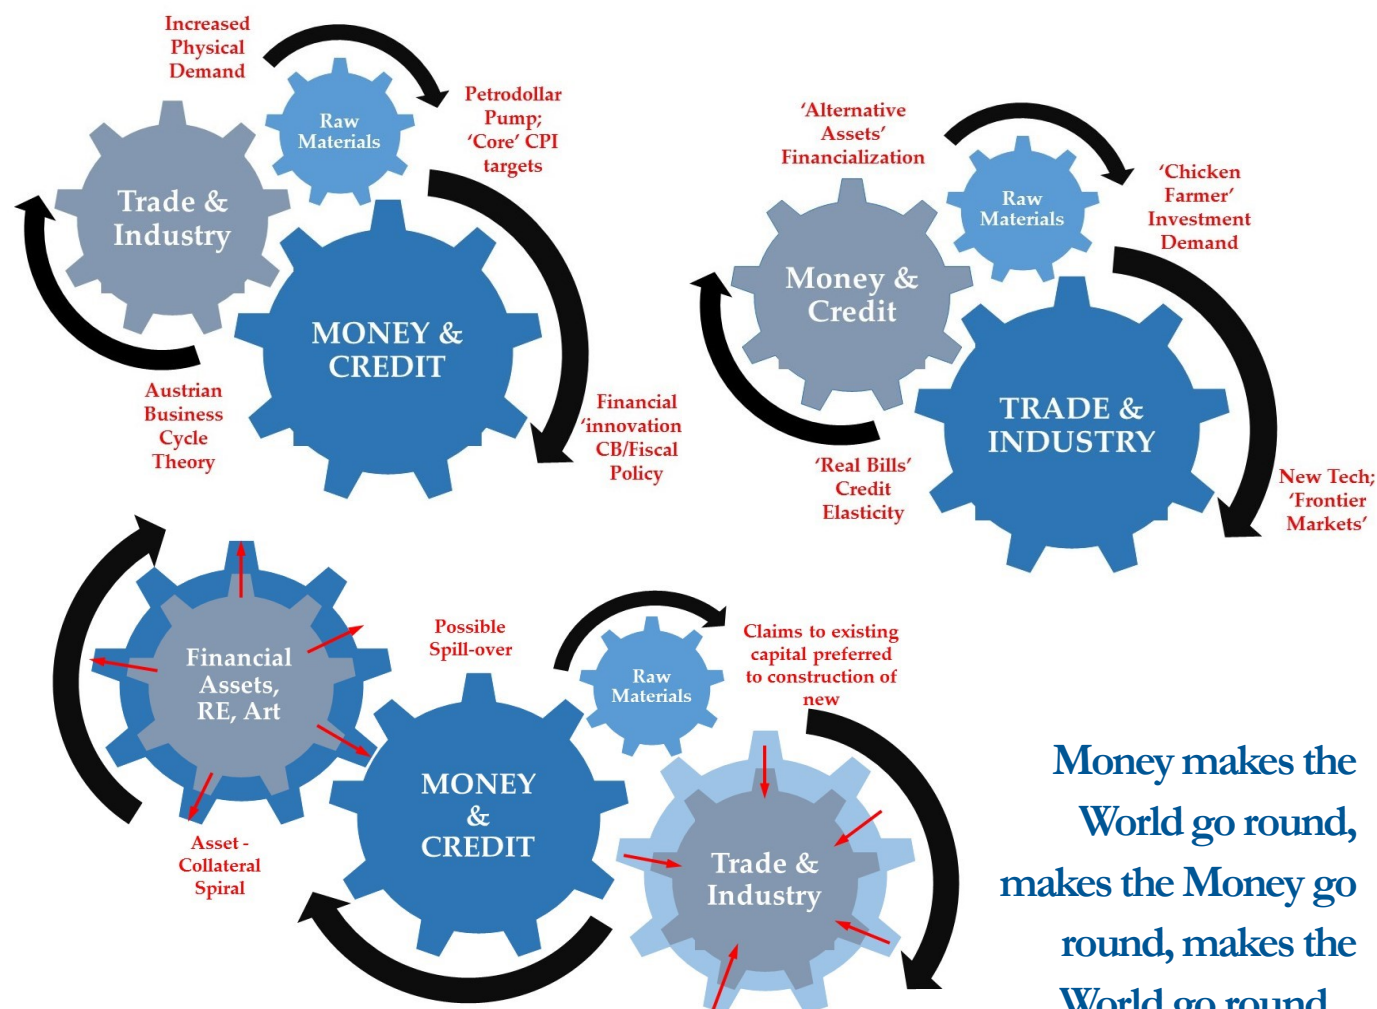 Increased
Physical
Demand
Raw
Materials
Petrodollar
Pump;
‘Core’ CPI
targets
Trade &
Industry
MONEY &
CREDIT
Austrian
Business
Cycle
Theory
Financial
‘innovation
CB/Fiscal
Policy
‘Alternative
Assets’
Financialization
Raw
Materials
‘Chicken
Farmer’
Investment
Demand
Money &
Credit
TRADE &
INDUSTRY
‘Real Bills’
Credit
Elasticity
New Tech;
‘Frontier
Markets’
Financial
Assets,
RE, Art
Possible
Spill-over
Raw
Materials
Claims to existing
capital preferred
to construction of
new
MONEY
&
CREDIT
Asset -
Collateral
Spiral
Trade &
Industry
Money makes the
World go round,
makes the Money go
round, makes the
World go round